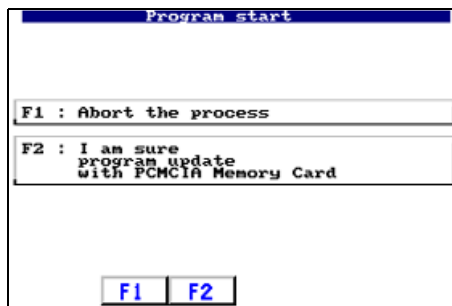 Program start
F1 : Abort the process
F2 : I am sure
program update
with PCMCIA Memory Card
F1 F2